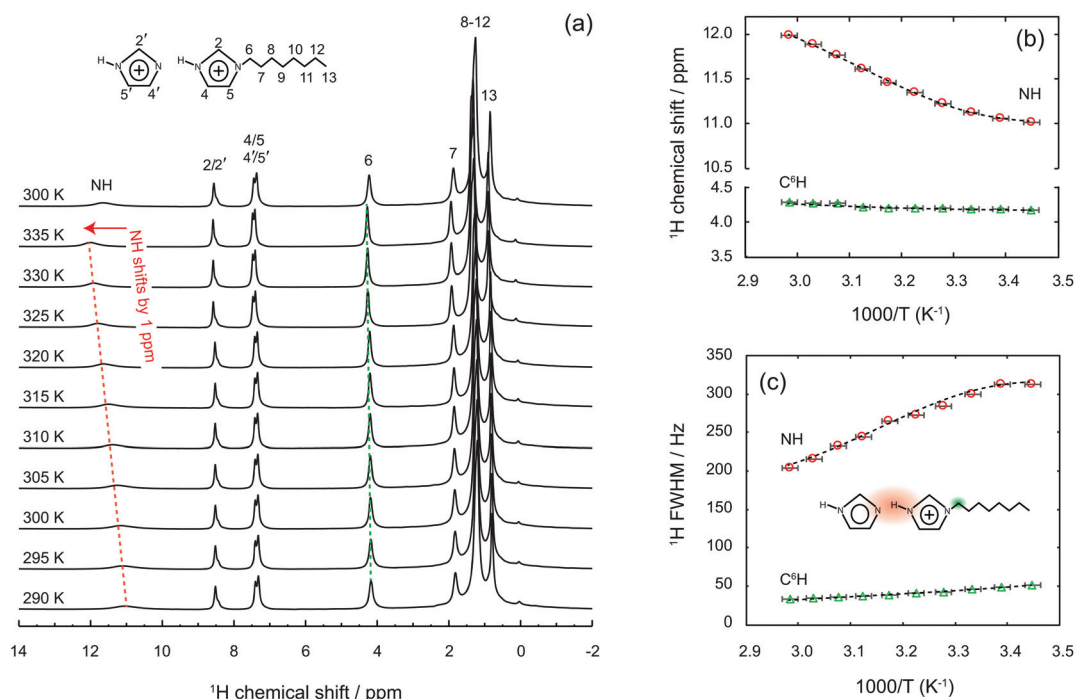 (a)
8-12
2'
H
N
N
5'
4'
2
6
8
10
12
H
N
N
7
9
11
13
4
5
13
4/5
4'/5'
2/2'
6
7
NH
300 K
335 K
330 K
325 K
320 K
315 K
310 K
305 K
300 K
295 K
290 K
NH shifts by 1 ppm
14
12
10
8
6
4
2
0
-2
¹H chemical shift / ppm
(b)
12.0
11.5
11.0
10.5
4.5
4.0
3.5
NH
C⁶H
2.9
3.0
3.1
3.2
3.3
3.4
3.5
¹H chemical shift / ppm
1000/T (K⁻¹)
(c)
350
300
250
200
150
100
50
0
NH
H
N
N
H
N
N
C⁶H
2.9
3.0
3.1
3.2
3.3
3.4
3.5
¹H FWHM / Hz
1000/T (K⁻¹)